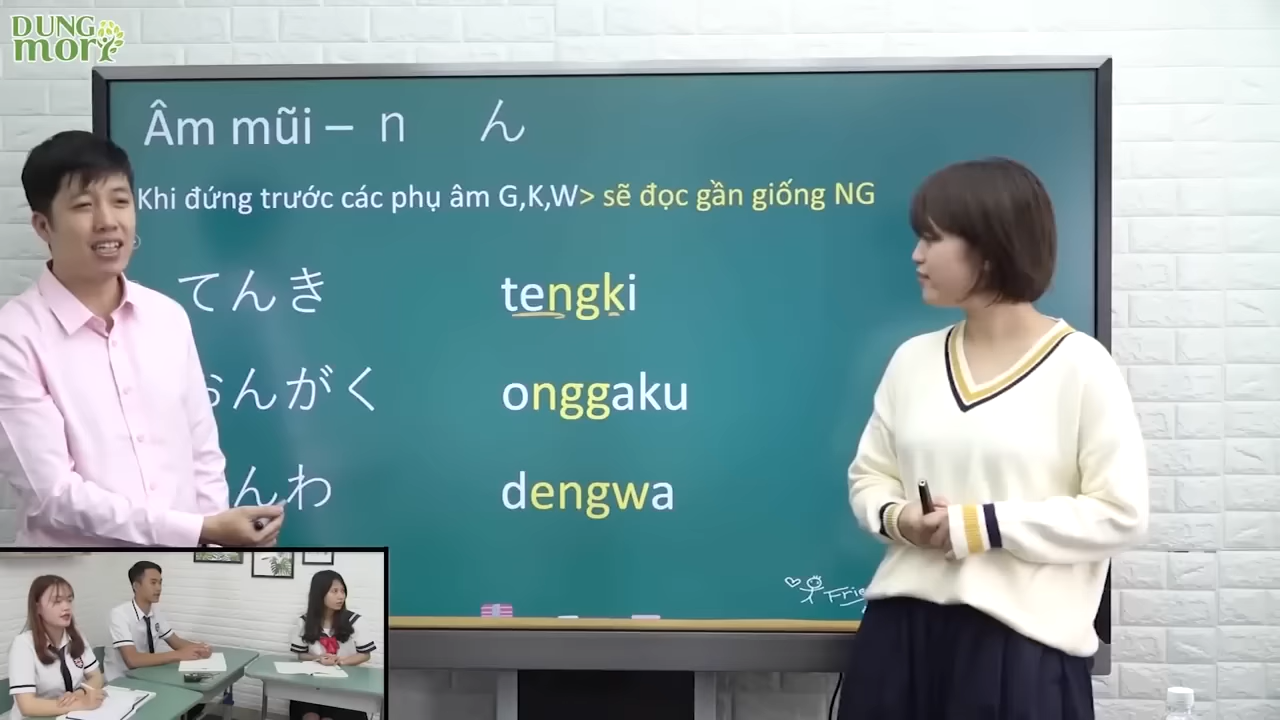 DUNG
mori
Âm mũi – n ん
Khi đứng trước các phụ âm G,K,W> sẽ đọc gần giống NG
てんき tengki
んがく onggaku
んわ dengwa